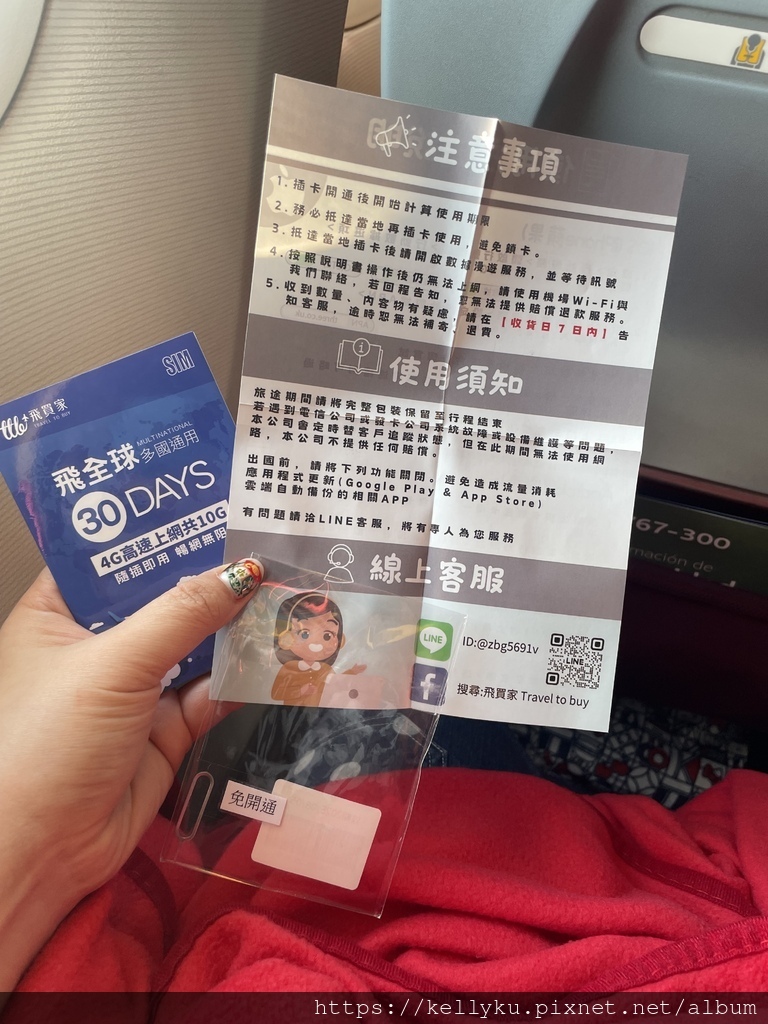 注意事項
1.插卡開通後開始計算使用期限
2.務必抵達當地再插卡使用，避免鎖卡。
3.抵達當地插卡後請開啟數據漫遊服務，並等待訊號
4.按照說明書操作後仍無法上網，請使用機場Wi-Fi與
我們聯絡，若回程告知，恕無法提供賠償退款服務。
5.收到數量、內容物有疑慮，請在【收貨日7日內】告
知客服，逾時恕無法補寄、退費。
使用須知
旅途期間請將完整包裝保留至行程結束
若遇到電信公司或發卡公司系統故障或設備維護等問題，
本公司會定時替客戶追蹤狀態，但在此期間無法使用網
路，本公司不提供任何賠償。
出國前，請將下列功能關閉。避免造成流量消耗
應用程式更新(Google Play & App Store)
雲端自動備份的相關APP
有問題請洽LINE客服，將有專人為您服務
線上客服
LINE
ID:@zbg5691v
LINE
搜尋:飛買家 Travel to buy
SIM
飛買家
TRAVEL TO BUY
飛全球
MULTINATIONAL
多國通用
30 DAYS
4G高速上網共10G
隨插即用 暢網無限
免開通
67-300
rnación de
https://kellyku.pixnet.net/album